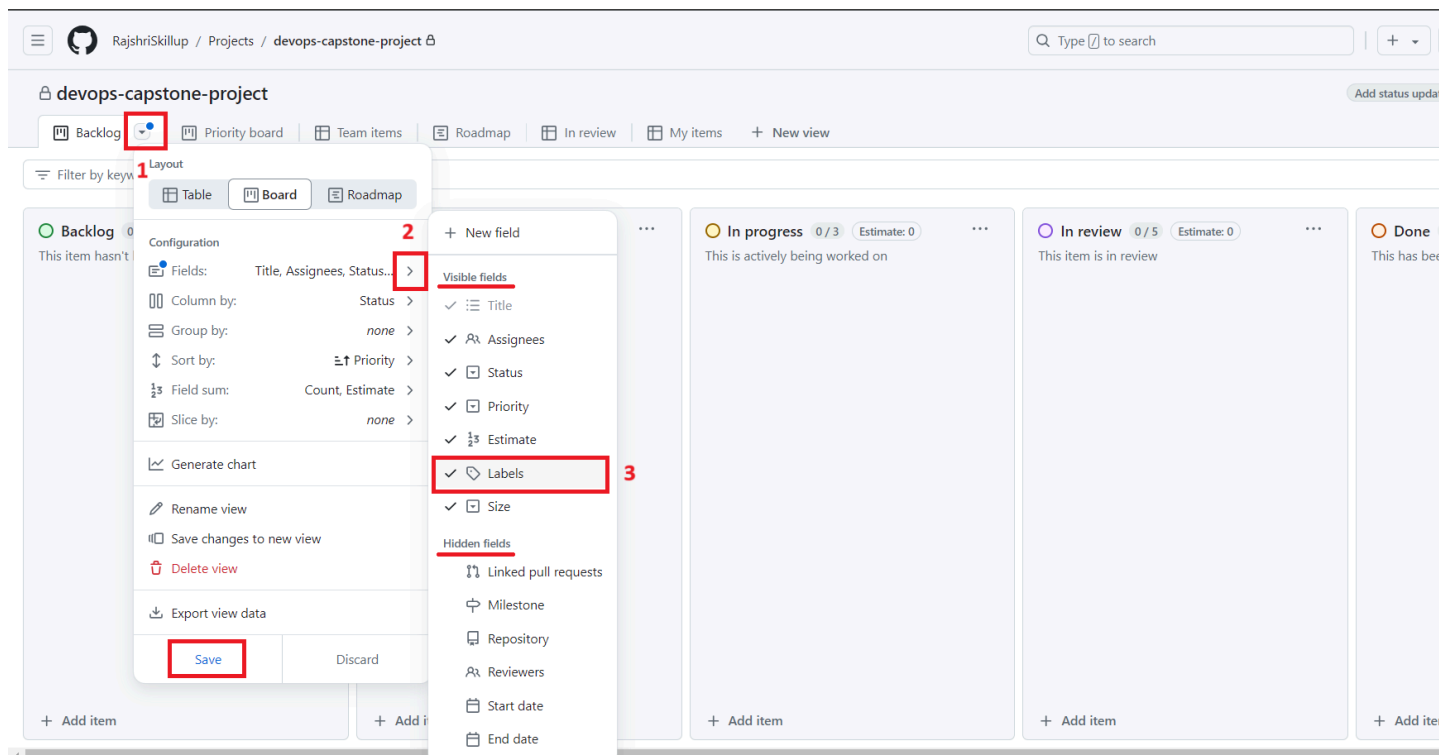 RajshriSkillup / Projects / devops-capstone-project
Type / to search
devops-capstone-project
Add status updat
Backlog
Priority board
Team items
Roadmap
In review
My items
+ New view
1
Filter by keyw
Layout
Table
Board
Roadmap
Configuration
2
Fields: Title, Assignees, Status...
Column by: Status
Group by: none
Sort by: Priority
Field sum: Count, Estimate
Slice by: none
Generate chart
Rename view
Save changes to new view
Delete view
Export view data
Save
Discard
+ New field
Visible fields
Title
Assignees
Status
Priority
Estimate
Labels
3
Size
Hidden fields
Linked pull requests
Milestone
Repository
Reviewers
Start date
End date
Backlog 0
This item hasn't
+ Add item
+ Add i
In progress 0 / 3 Estimate: 0
This is actively being worked on
+ Add item
In review 0 / 5 Estimate: 0
This item is in review
+ Add item
Done
This has bee
+ Add ite